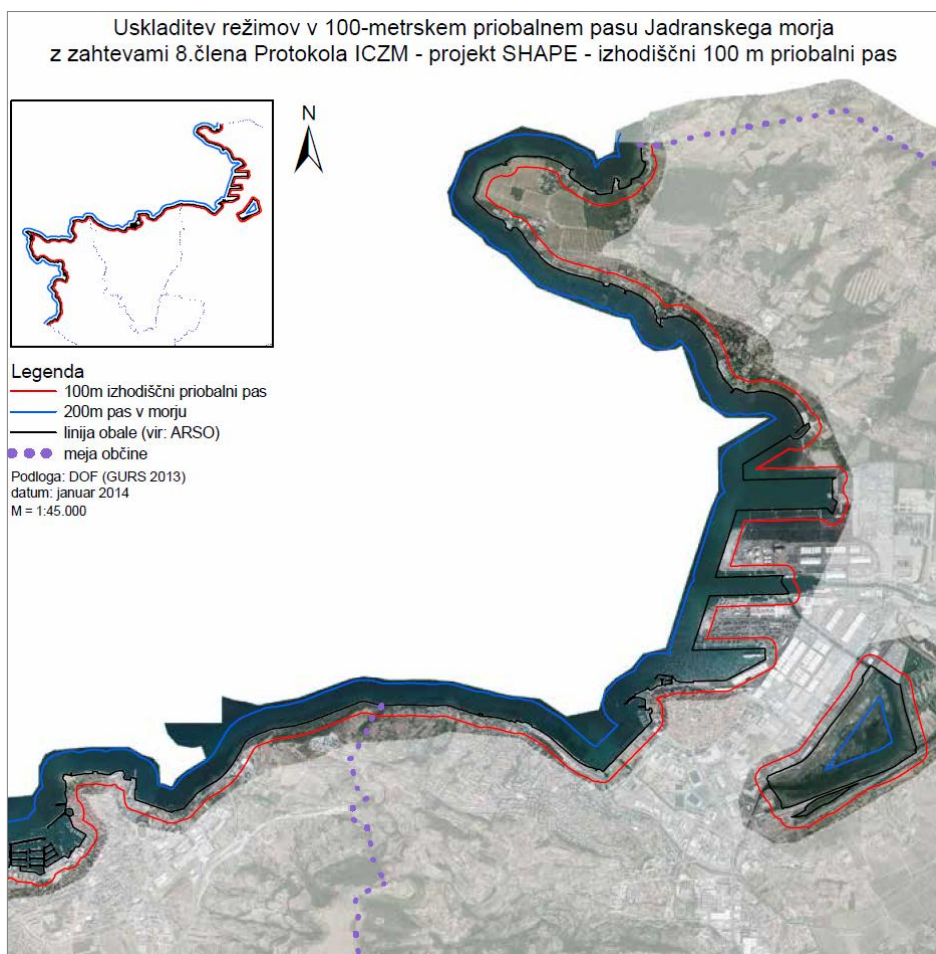 Uskladitev režimov v 100-metrskem priobalnem pasu Jadranskega morja
z zahtevami 8.člena Protokola ICZM - projekt SHAPE - izhodiščni 100 m priobalni pas
N
Legenda
100m izhodiščni priobalni pas
200m pas v morju
linija obale (vir: ARSO)
meja občine
Podloga: DOF (GURS 2013)
datum: januar 2014
M = 1:45.000